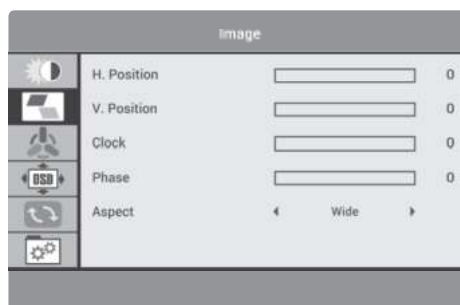 Image
H. Position 0
V. Position 0
Clock 0
Phase 0
Aspect Wide
OSD